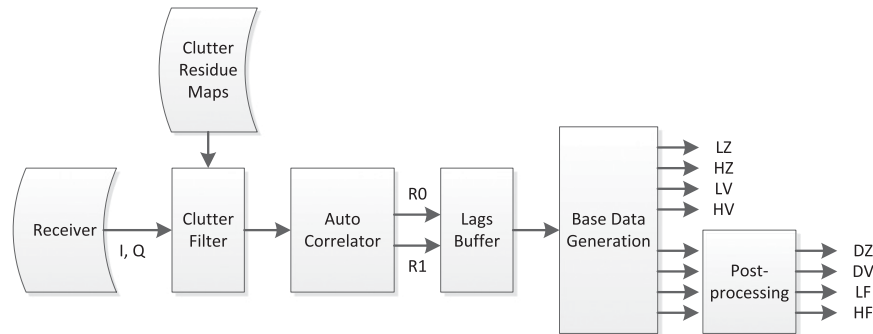 Clutter
Residue
Maps
Receiver
I, Q
Clutter
Filter
Auto
Correlator
R0
R1
Lags
Buffer
Base Data
Generation
LZ
HZ
LV
HV
Post-
processing
DZ
DV
LF
HF